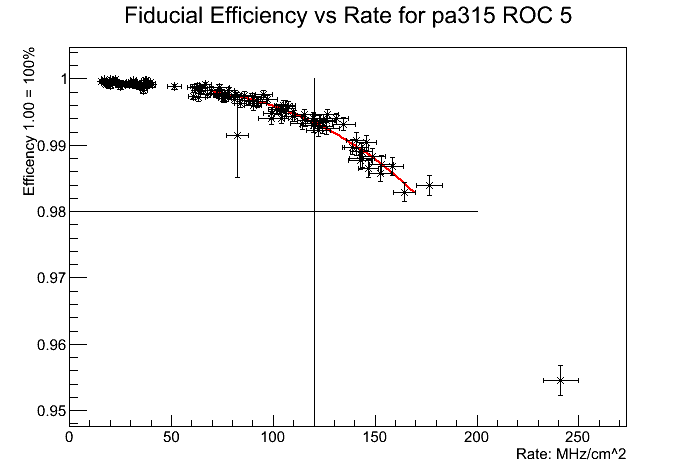 Fiducial Efficiency vs Rate for pa315 ROC 5
Efficency 1.00 = 100%
1
0.99
0.98
0.97
0.96
0.95
0 50 100 150 200 250
Rate: MHz/cm^2